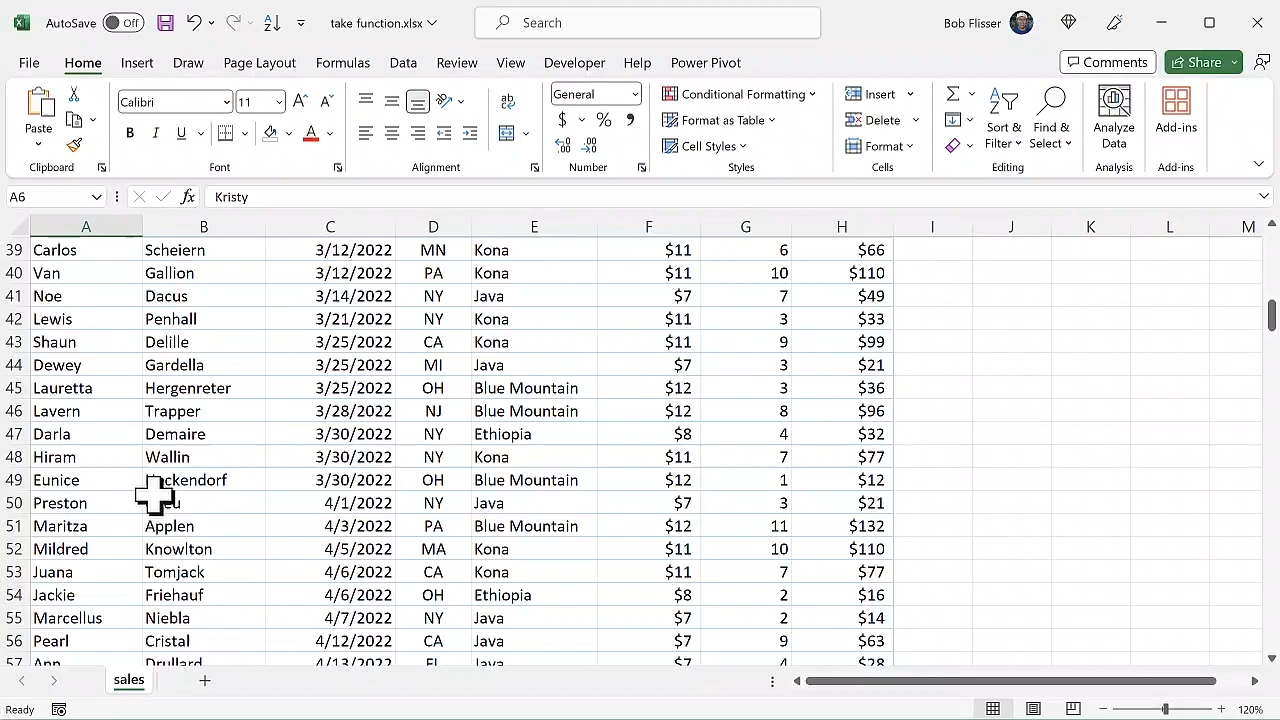 AutoSave Off take function.xlsx Search Bob Flisser
File Home Insert Draw Page Layout Formulas Data Review View Developer Help Power Pivot Comments Share
Paste Calibri 11 General Conditional Formatting Insert Sort & Find & Analyze Add-ins
B I U $ % Format as Table Delete Filter Select Data
Cell Styles Format
Clipboard Font Alignment Number Styles Cells Editing Analysis Add-ins
A6 fx Kristy
A B C D E F G H I J K L M
39 Carlos Scheiern 3/12/2022 MN Kona $11 6 $66
40 Van Gallion 3/12/2022 PA Kona $11 10 $110
41 Noe Dacus 3/14/2022 NY Java $7 7 $49
42 Lewis Penhall 3/21/2022 NY Kona $11 3 $33
43 Shaun Delille 3/25/2022 CA Kona $11 9 $99
44 Dewey Gardella 3/25/2022 MI Java $7 3 $21
45 Lauretta Hergenreter 3/25/2022 OH Blue Mountain $12 3 $36
46 Lavern Trapper 3/28/2022 NJ Blue Mountain $12 8 $96
47 Darla Demaire 3/30/2022 NY Ethiopia $8 4 $32
48 Hiram Wallin 3/30/2022 NY Kona $11 7 $77
49 Eunice 3/30/2022 OH Blue Mountain $12 1 $12
50 Preston 4/1/2022 NY Java $7 3 $21
51 Maritza Applen 4/3/2022 PA Blue Mountain $12 11 $132
52 Mildred Knowlton 4/5/2022 MA Kona $11 10 $110
53 Juana Tomjack 4/6/2022 CA Kona $11 7 $77
54 Jackie Friehauf 4/6/2022 OH Ethiopia $8 2 $16
55 Marcellus Niebla 4/7/2022 NY Java $7 2 $14
56 Pearl Cristal 4/12/2022 CA Java $7 9 $63
57 Ann Drullard 4/13/2022 FL Java $7 4 $28
sales
Ready 120%